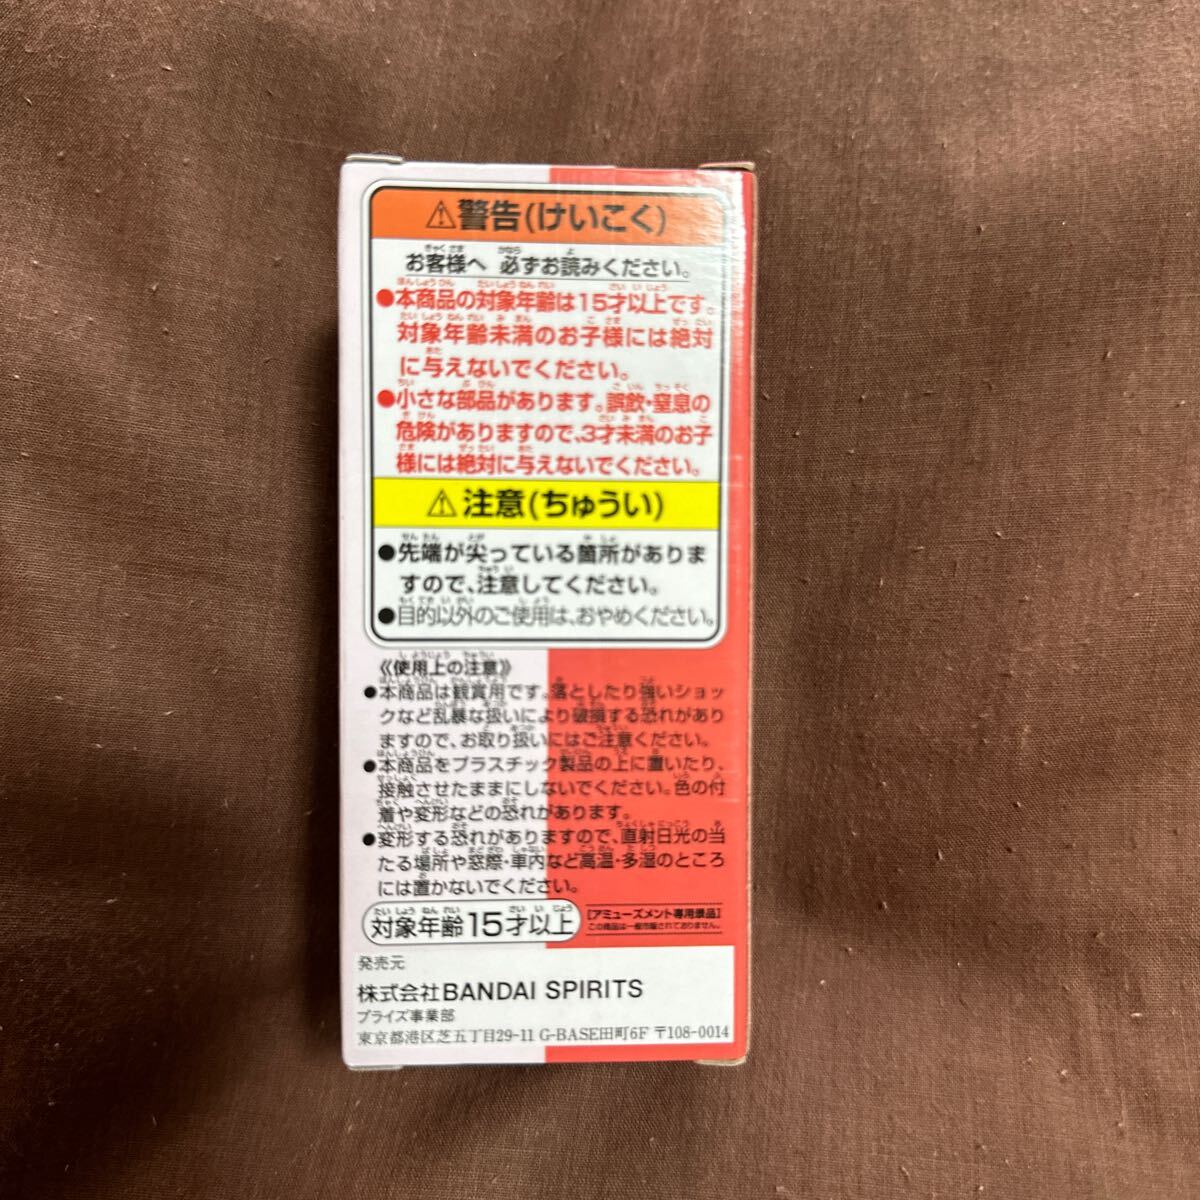 ⚠警告(けいこく)
お客様へ 必ずお読みください。
●本商品の対象年齢は15才以上です。
対象年齢未満のお子様には絶対
に与えないでください。
●小さな部品があります。誤飲・窒息の
危険がありますので、3才未満のお子
様には絶対に与えないでください。
⚠注意(ちゅうい)
●先端が尖っている箇所がありま
すので、注意してください。
●目的以外のご使用は、おやめください。
《使用上の注意》
●本商品は観賞用です。落としたり強いショッ
クなど乱暴な扱いにより破損する恐れがあり
ますので、お取り扱いにはご注意ください。
●本商品をプラスチック製品の上に置いたり、
接触させたままにしないでください。色の付
着や変形などの恐れがあります。
●変形する恐れがありますので、直射日光の当
たる場所や窓際・車内など高温・多湿のところ
には置かないでください。
対象年齢15才以上
[アミューズメント専用景品]
この商品は一般市販されておりません。
発売元
株式会社BANDAI SPIRITS
プライズ事業部
東京都港区芝五丁目29-11 G-BASE田町6F 〒108-0014